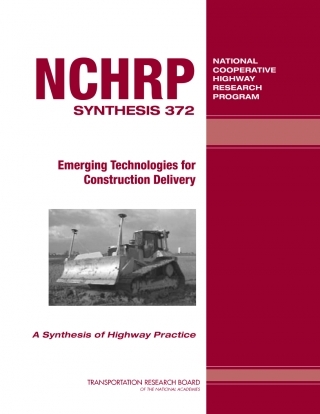 NCHRP
SYNTHESIS 372
NATIONAL
COOPERATIVE
HIGHWAY
RESEARCH
PROGRAM
Emerging Technologies for
Construction Delivery
A Synthesis of Highway Practice
TRANSPORTATION RESEARCH BOARD
OF THE NATIONAL ACADEMIES